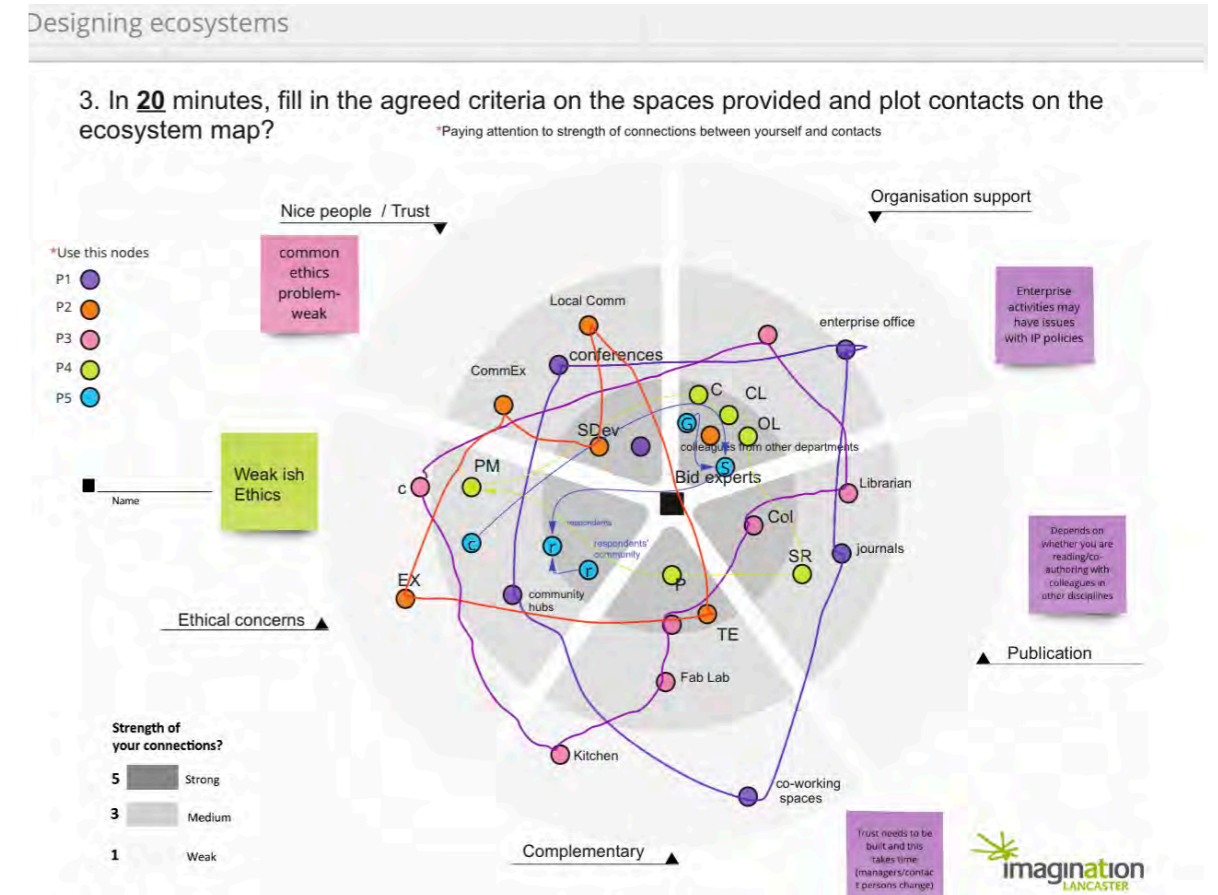 Designing ecosystems
3. In 20 minutes, fill in the agreed criteria on the spaces provided and plot contacts on the
ecosystem map?
*Paying attention to strength of connections between yourself and contacts
Organisation support
Nice people / Trust
*Use this nodes
P1
P2
P3
P4
P5
common
ethics
problem-
weak
Enterprise
activities may
have issues
with IP policies
Local Comm
enterprise office
conferences
CommEx
C
CL
G
OL
SDev
colleagues from other departments
S
Bid experts
PM
c
Weak ish
Ethics
Name
Librarian
Col
c
respondents
r
respondents'
community
r
journals
SR
P
Depends on
whether you are
reading/co-
authoring with
colleagues in
other disciplines
EX
community
hubs
TE
Ethical concerns
Publication
Fab Lab
Kitchen
co-working
spaces
Strength of
your connections?
5 Strong
3 Medium
1 Weak
Complementary
Trust needs to be
built and this
takes time
(managers/contac
t persons change)
imagination
LANCASTER